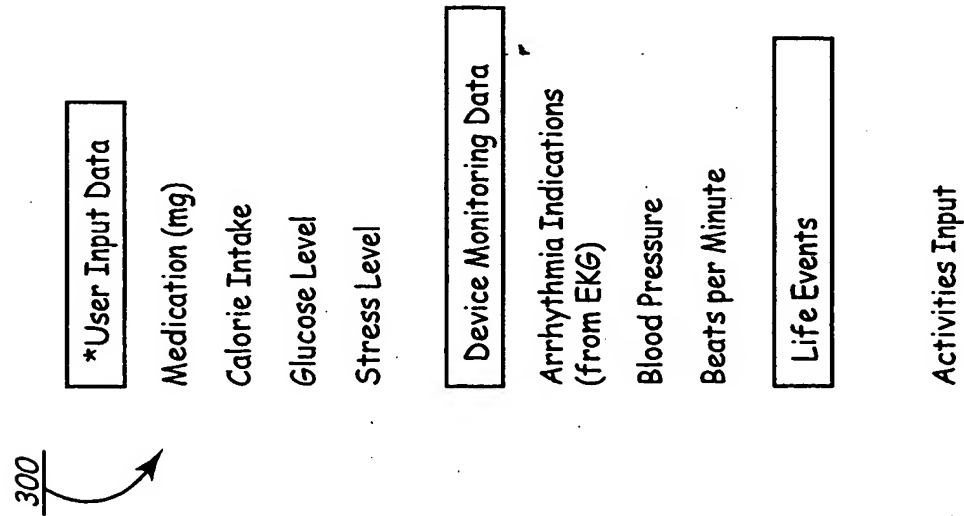 300
*User Input Data
Medication (mg)
Calorie Intake
Glucose Level
Stress Level
Device Monitoring Data
Arrhythmia Indications
(from EKG)
Blood Pressure
Beats per Minute
Life Events
Activities Input